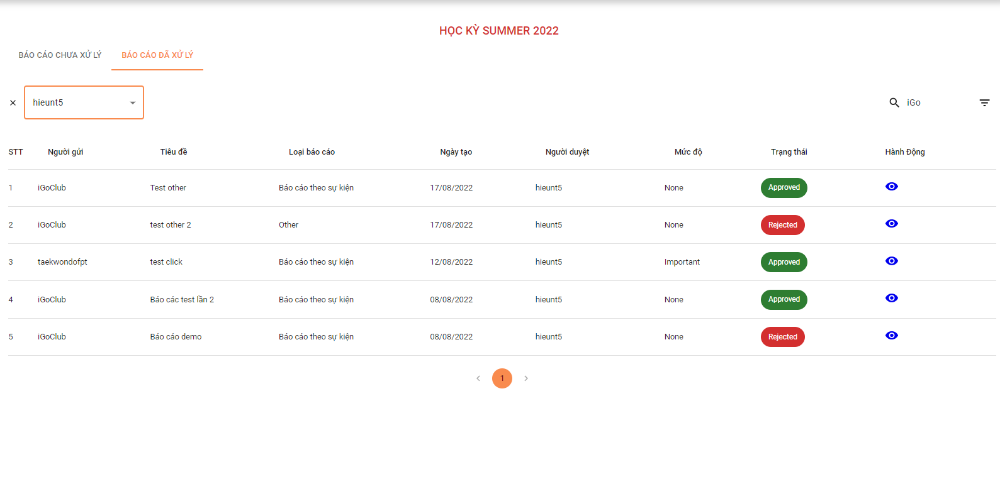 HỌC KỲ SUMMER 2022
BÁO CÁO CHƯA XỬ LÝ BÁO CÁO ĐÃ XỬ LÝ
hieunt5 iGo
STT Người gửi Tiêu đề Loại báo cáo Ngày tạo Người duyệt Mức độ Trạng thái Hành Động
1 iGoClub Test other Báo cáo theo sự kiện 17/08/2022 hieunt5 None Approved
2 iGoClub test other 2 Other 17/08/2022 hieunt5 None Rejected
3 taekwondofpt test click Báo cáo theo sự kiện 12/08/2022 hieunt5 Important Approved
4 iGoClub Báo các test lần 2 Báo cáo theo sự kiện 08/08/2022 hieunt5 None Approved
5 iGoClub Báo cáo demo Báo cáo theo sự kiện 08/08/2022 hieunt5 None Rejected
1